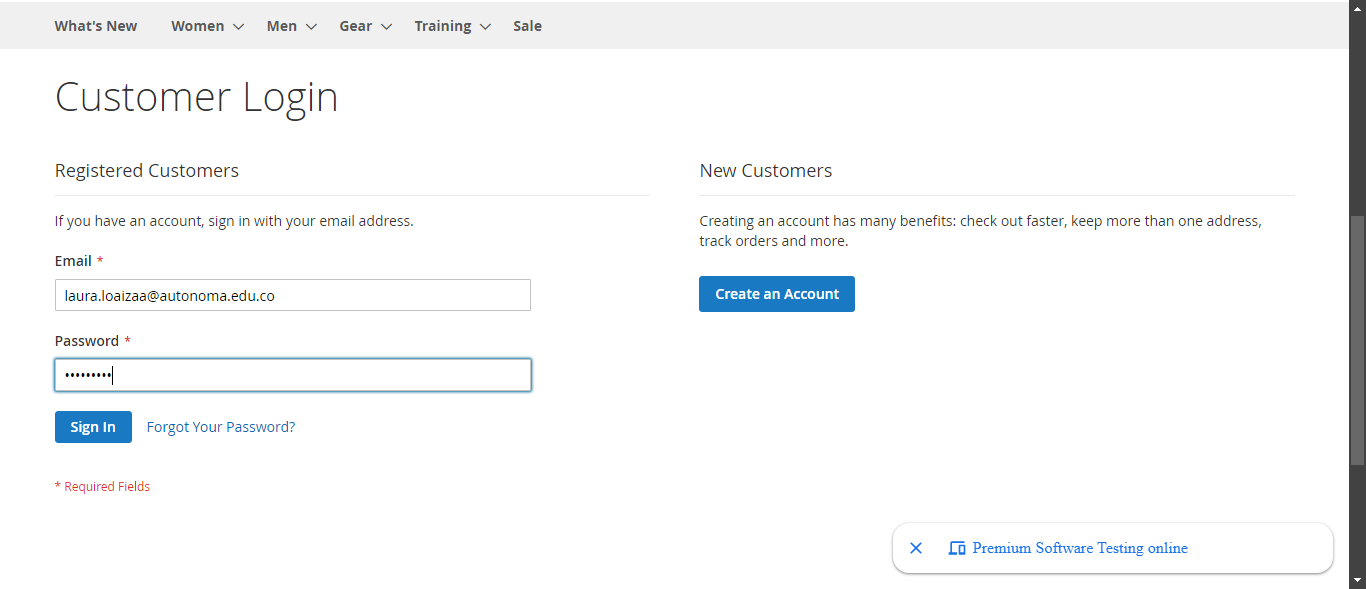 What's New Women Men Gear Training Sale
Customer Login
Registered Customers
If you have an account, sign in with your email address.
Email *
laura.loaizaa@autonoma.edu.co
Password *
•••••••••
Sign In Forgot Your Password?
* Required Fields
New Customers
Creating an account has many benefits: check out faster, keep more than one address,
track orders and more.
Create an Account
Premium Software Testing online